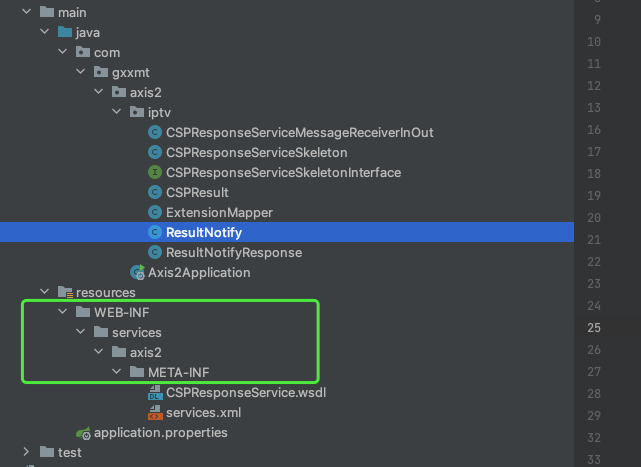 main
java
com
gxxmt
axis2
iptv
CSPResponseServiceMessageReceiverInOut
CSPResponseServiceSkeleton
CSPResponseServiceSkeletonInterface
CSPResult
ExtensionMapper
ResultNotify
ResultNotifyResponse
Axis2Application
resources
WEB-INF
services
axis2
META-INF
CSPResponseService.wsdl
services.xml
application.properties
test
9
10
11
12
13
16
17
18
19
20
21
22
23
24
25
26
27
28
29
32
33